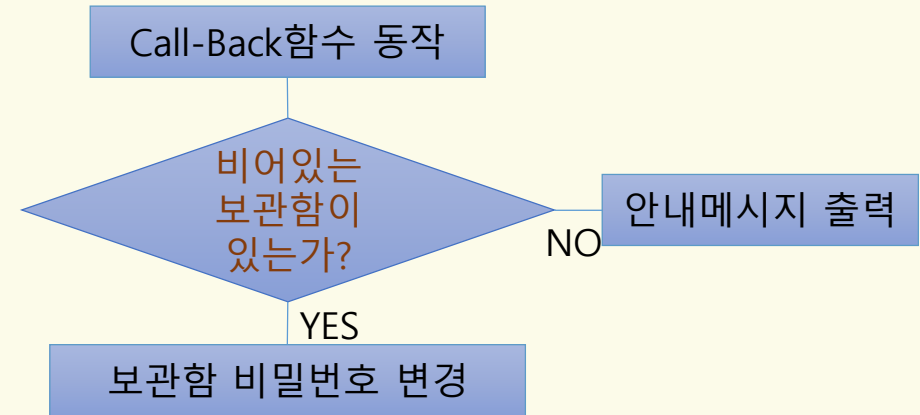 Call-Back함수 동작
비어있는
보관함이
있는가?
안내메시지 출력
NO
YES
보관함 비밀번호 변경